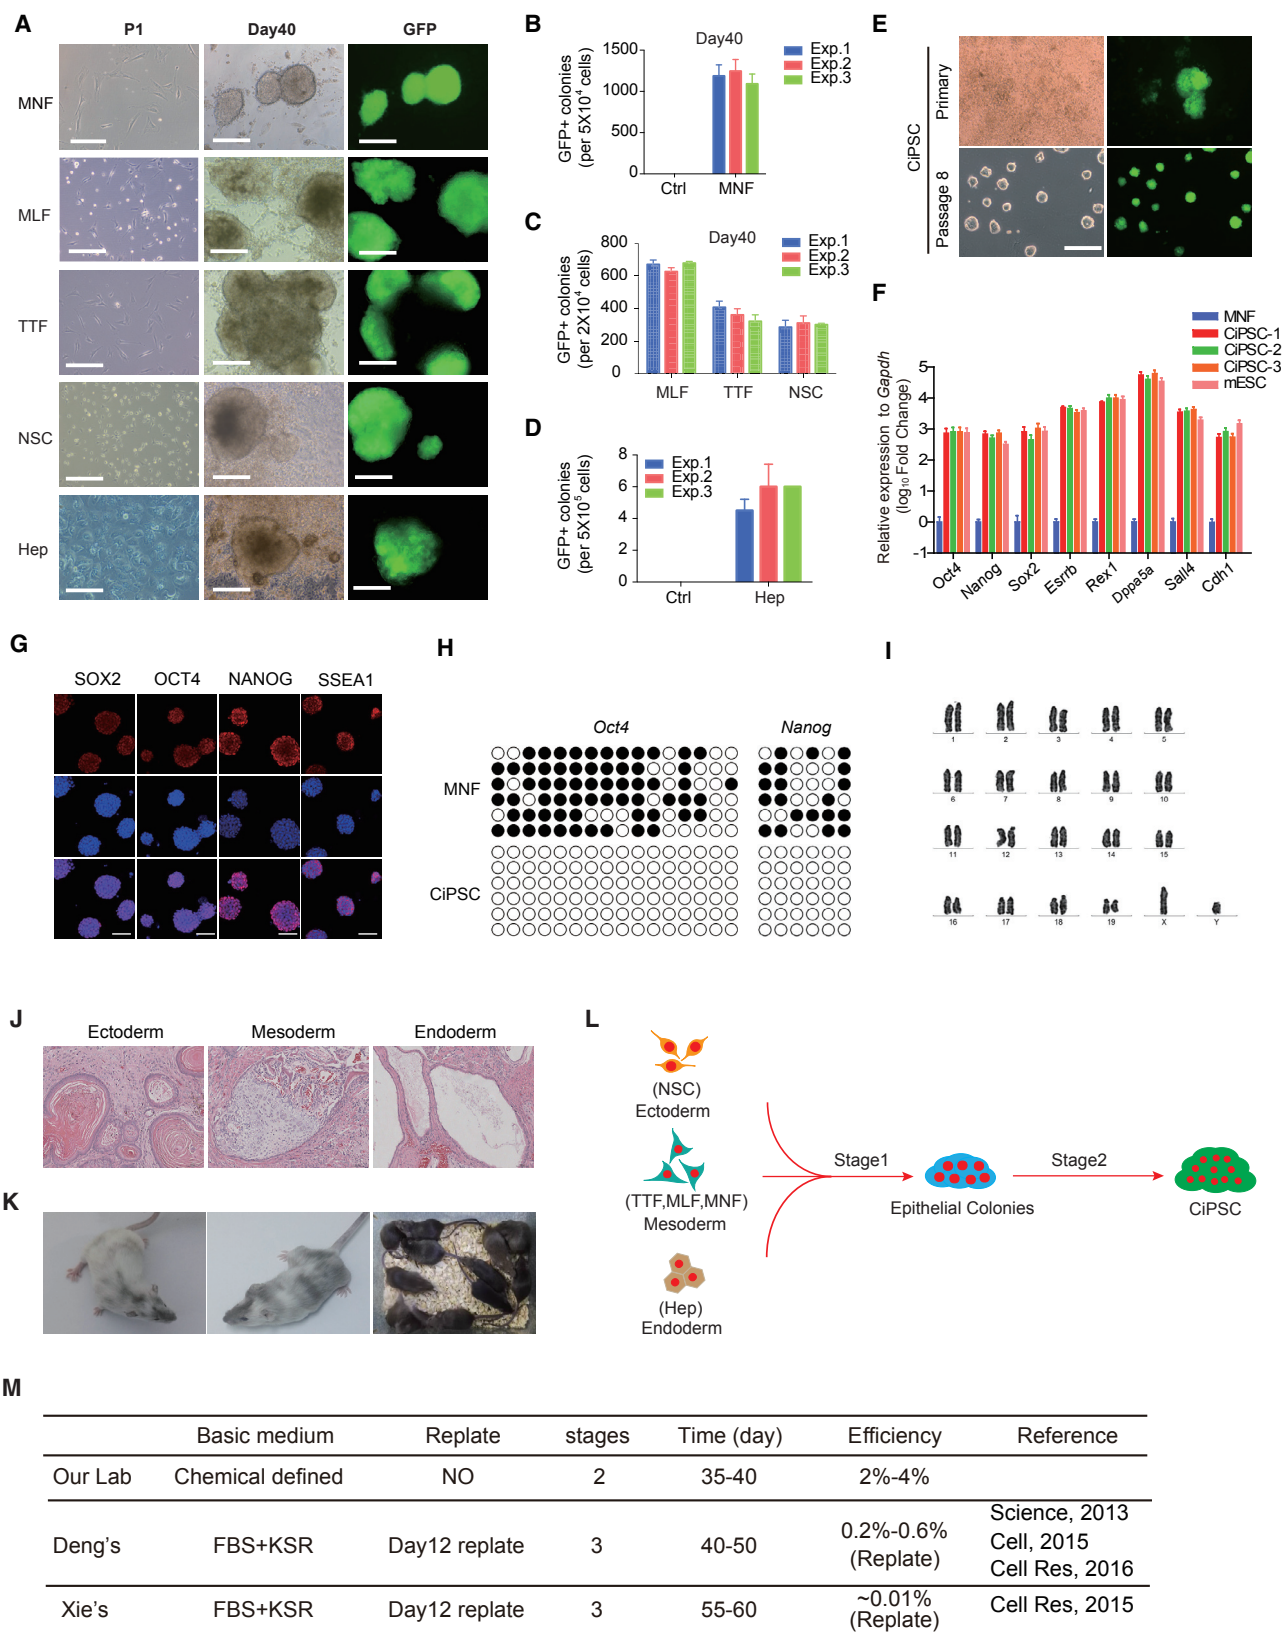 A
P1
Day40
GFP
MNF
MLF
TTF
NSC
Hep
B
Day40
Exp.1
Exp.2
Exp.3
GFP+ colonies
(per 5X10⁴ cells)
1500
1000
500
0
Ctrl
MNF
C
Day40
Exp.1
Exp.2
Exp.3
GFP+ colonies
(per 2X10⁴ cells)
800
600
400
200
0
MLF
TTF
NSC
D
Exp.1
Exp.2
Exp.3
GFP+ colonies
(per 5X10⁵ cells)
8
6
4
2
0
Ctrl
Hep
E
CiPSC
Primary
Passage 8
F
MNF
CiPSC-1
CiPSC-2
CiPSC-3
mESC
Relative expression to Gapdh
(log₁₀ Fold Change)
5
4
3
2
1
0
-1
Oct4
Nanog
Sox2
Esrrb
Rex1
Dppa5a
Sall4
Cdh1
G
SOX2
OCT4
NANOG
SSEA1
H
Oct4
Nanog
MNF
CiPSC
I
1 2 3 4 5
6 7 8 9 10
11 12 13 14 15
16 17 18 19 X Y
J
Ectoderm
Mesoderm
Endoderm
K
L
(NSC)
Ectoderm
(TTF,MLF,MNF)
Mesoderm
(Hep)
Endoderm
Stage1
Epithelial Colonies
Stage2
CiPSC
M
Basic medium Replate stages Time (day) Efficiency Reference
Our Lab Chemical defined NO 2 35-40 2%-4%
Deng's FBS+KSR Day12 replate 3 40-50 0.2%-0.6%
(Replate)
Science, 2013
Cell, 2015
Cell Res, 2016
Xie's FBS+KSR Day12 replate 3 55-60 ~0.01%
(Replate)
Cell Res, 2015